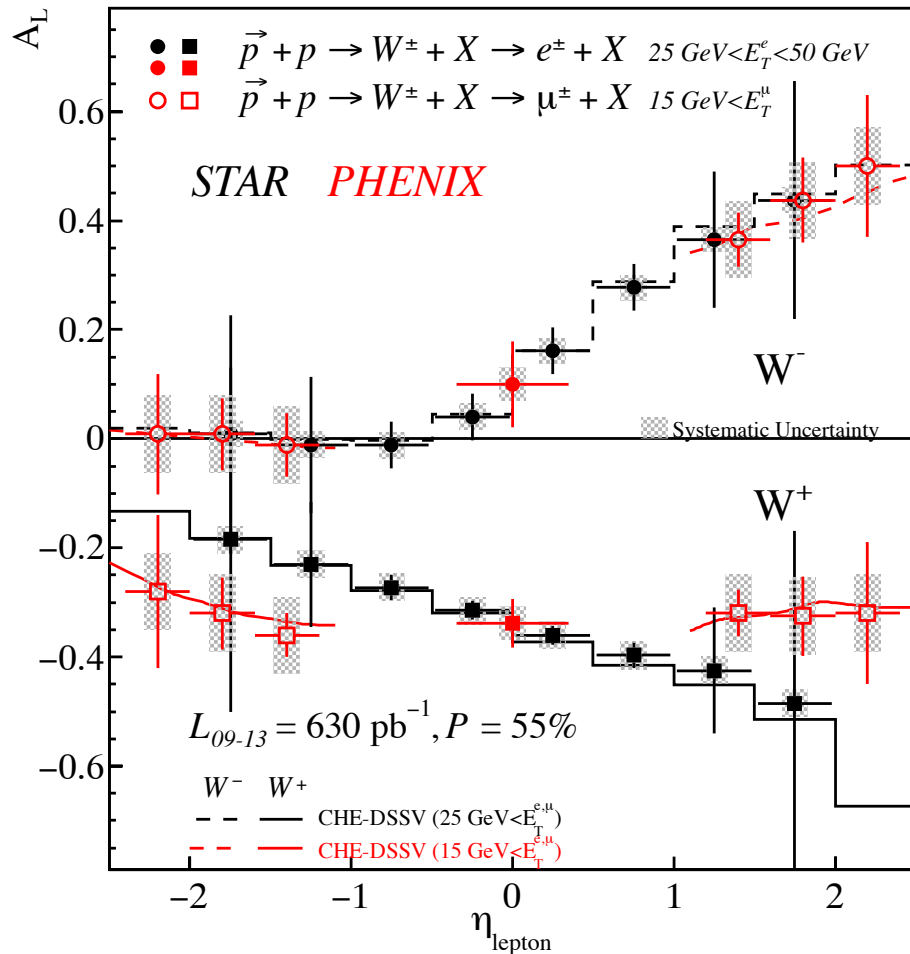 A_L
p⃗ + p → W^± + X → e^± + X 25 GeV<E_T^e<50 GeV
p⃗ + p → W^± + X → μ^± + X 15 GeV<E_T^μ
STAR PHENIX
0.6
0.4
0.2
W^-
0
Systematic Uncertainty
W^+
−0.2
−0.4
L_09-13 = 630 pb^−1, P = 55%
−0.6
W^− W^+
CHE-DSSV (25 GeV<E_T^e,μ)
CHE-DSSV (15 GeV<E_T^e,μ)
−2 −1 0 1 2
η_lepton